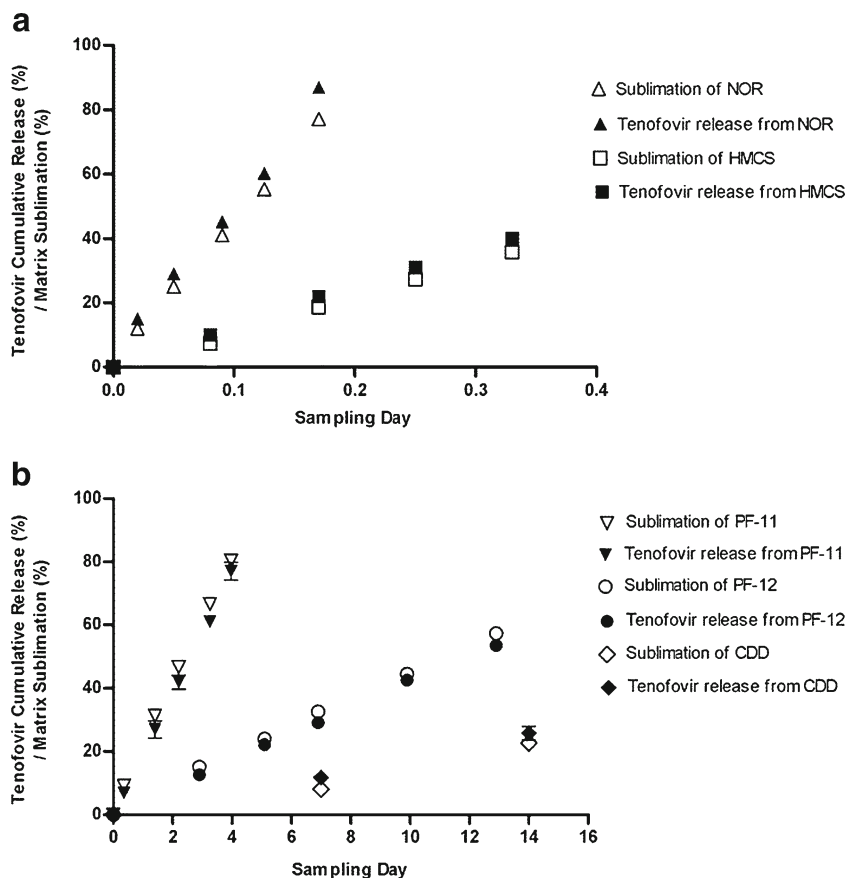 a
Tenofovir Cumulative Release (%)
/ Matrix Sublimation (%)
100
80
60
40
20
0
0.0 0.1 0.2 0.3 0.4
Sampling Day
Sublimation of NOR
Tenofovir release from NOR
Sublimation of HMCS
Tenofovir release from HMCS
b
Tenofovir Cumulative Release (%)
/ Matrix Sublimation (%)
100
80
60
40
20
0
0 2 4 6 8 10 12 14 16
Sampling Day
Sublimation of PF-11
Tenofovir release from PF-11
Sublimation of PF-12
Tenofovir release from PF-12
Sublimation of CDD
Tenofovir release from CDD